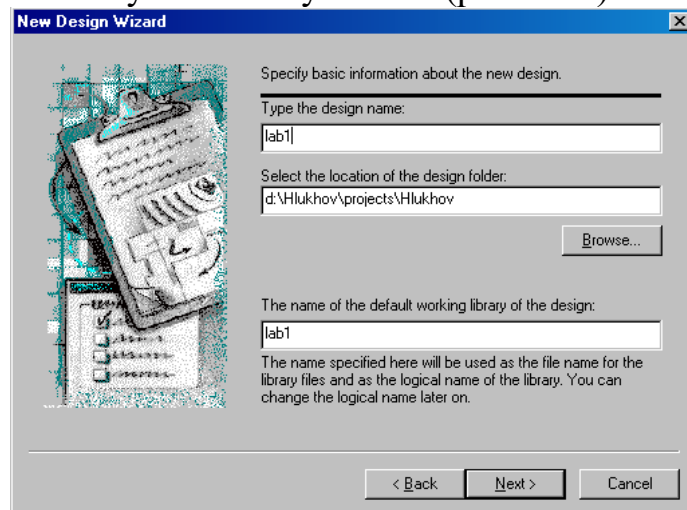 New Design Wizard
Specify basic information about the new design.
Type the design name:
lab1
Select the location of the design folder:
d:\Hlukhov\projects\Hlukhov
Browse...
The name of the default working library of the design:
lab1
The name specified here will be used as the file name for the
library files and as the logical name of the library. You can
change the logical name later on.
< Back
Next >
Cancel